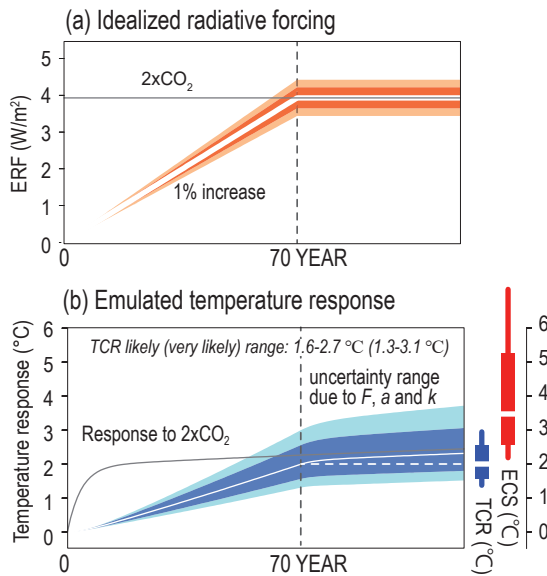 (a) Idealized radiative forcing
5
4
3
2
1
0
ERF (W/m²)
2xCO₂
1% increase
0
70 YEAR
(b) Emulated temperature response
6
5
4
3
2
1
0
Temperature response (°C)
TCR likely (very likely) range: 1.6-2.7 °C (1.3-3.1 °C)
uncertainty range
due to F, a and k
Response to 2xCO₂
0
70 YEAR
TCR (°C)
ECS (°C)
6
5
4
3
2
1
0